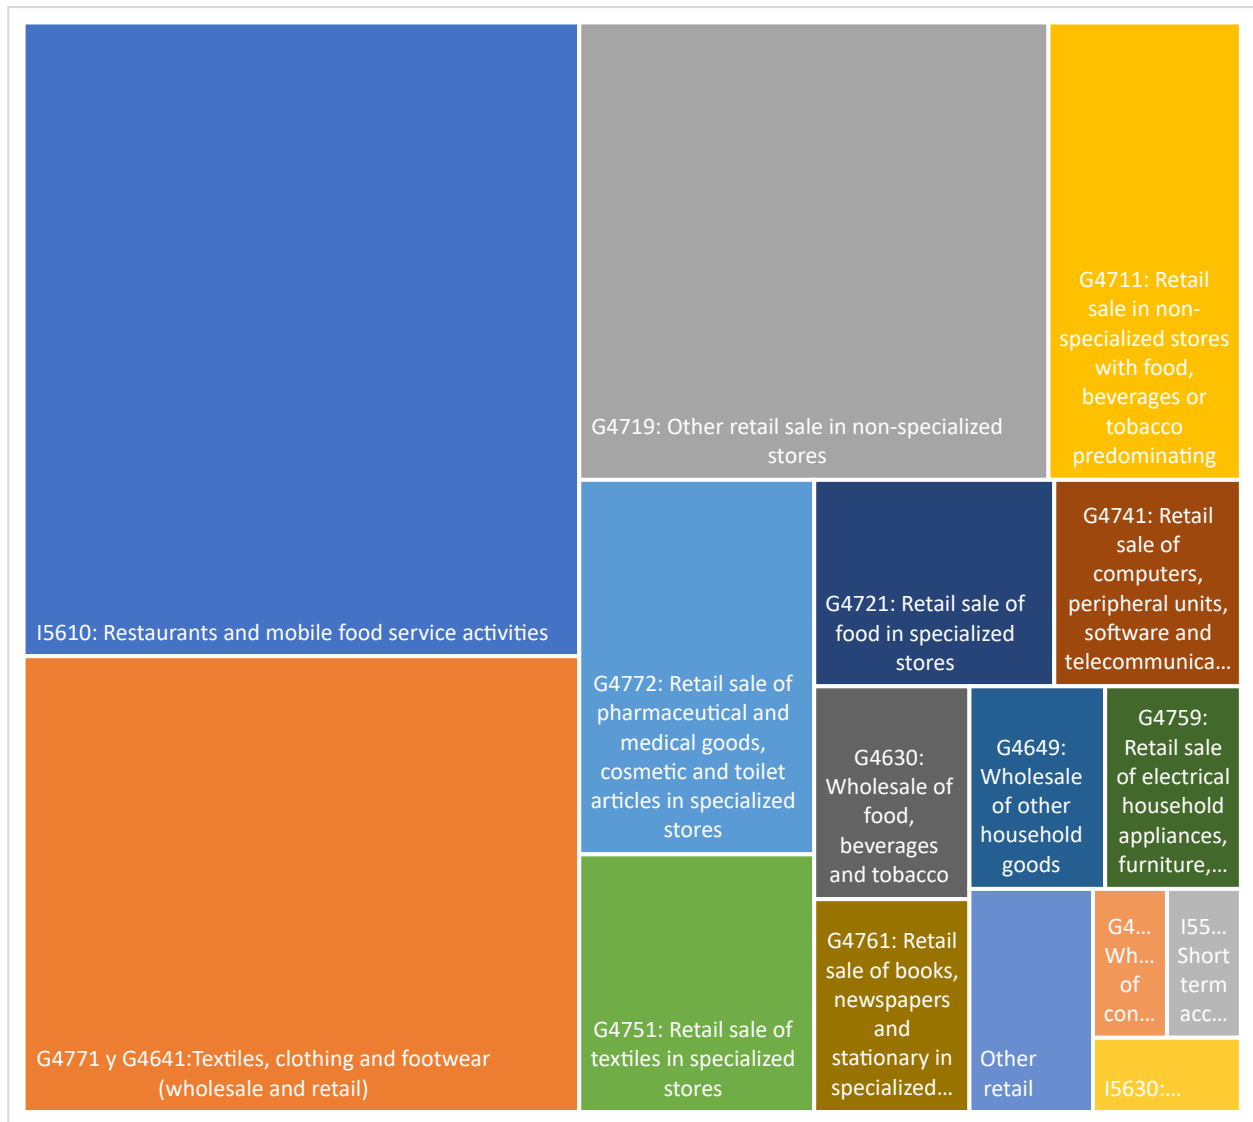 I5610: Restaurants and mobile food service activities
G4771 y G4641:Textiles, clothing and footwear
(wholesale and retail)
G4719: Other retail sale in non-specialized
stores
G4711: Retail
sale in non-
specialized stores
with food,
beverages or
tobacco
predominating
G4772: Retail sale of
pharmaceutical and
medical goods,
cosmetic and toilet
articles in specialized
stores
G4751: Retail sale of
textiles in specialized
stores
G4721: Retail sale of
food in specialized
stores
G4741: Retail
sale of
computers,
peripheral units,
software and
telecommunica...
G4630:
Wholesale of
food,
beverages
and tobacco
G4649:
Wholesale
of other
household
goods
G4759:
Retail sale
of electrical
household
appliances,
furniture,...
G4761: Retail
sale of books,
newspapers
and
stationary in
specialized...
Other
retail
G4...
Wh...
of
con...
I55...
Short
term
acc...
I5630:...